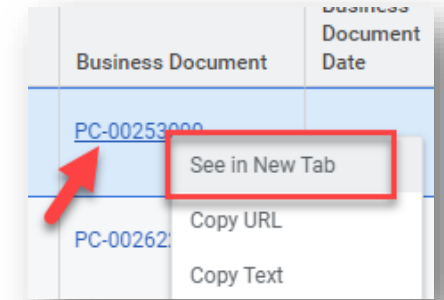 Business
Document
Date
Business Document
PC-00253000
See in New Tab
Copy URL
PC-00262
Copy Text